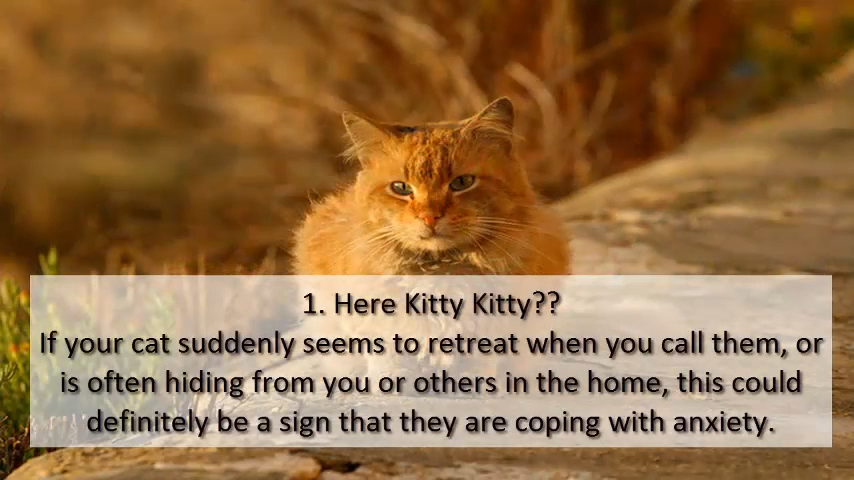 1. Here Kitty Kitty??
If your cat suddenly seems to retreat when you call them, or
is often hiding from you or others in the home, this could
definitely be a sign that they are coping with anxiety.